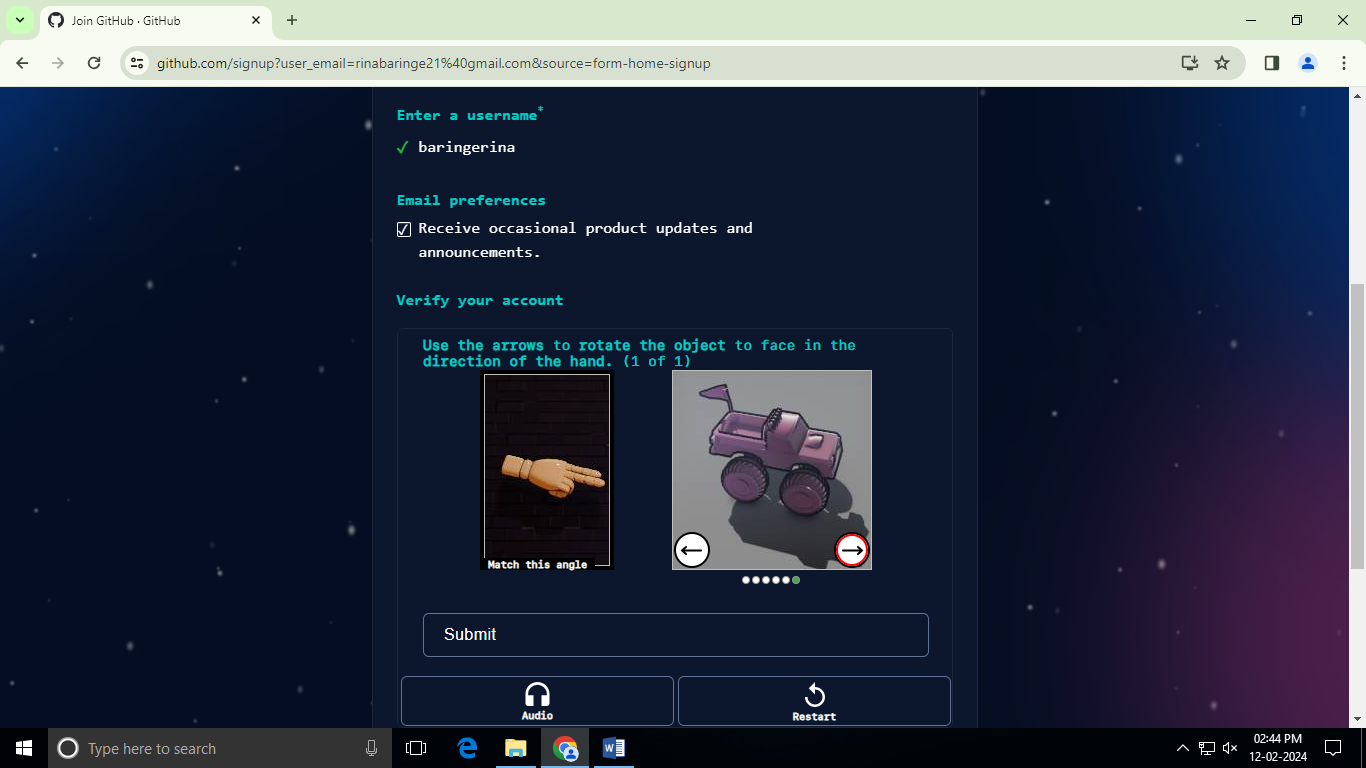 Join GitHub · GitHub
github.com/signup?user_email=rinabaringe21%40gmail.com&source=form-home-signup
Enter a username*
baringerina
Email preferences
Receive occasional product updates and
announcements.
Verify your account
Use the arrows to rotate the object to face in the
direction of the hand. (1 of 1)
Match this angle
Submit
Audio
Restart
Type here to search
02:44 PM
12-02-2024